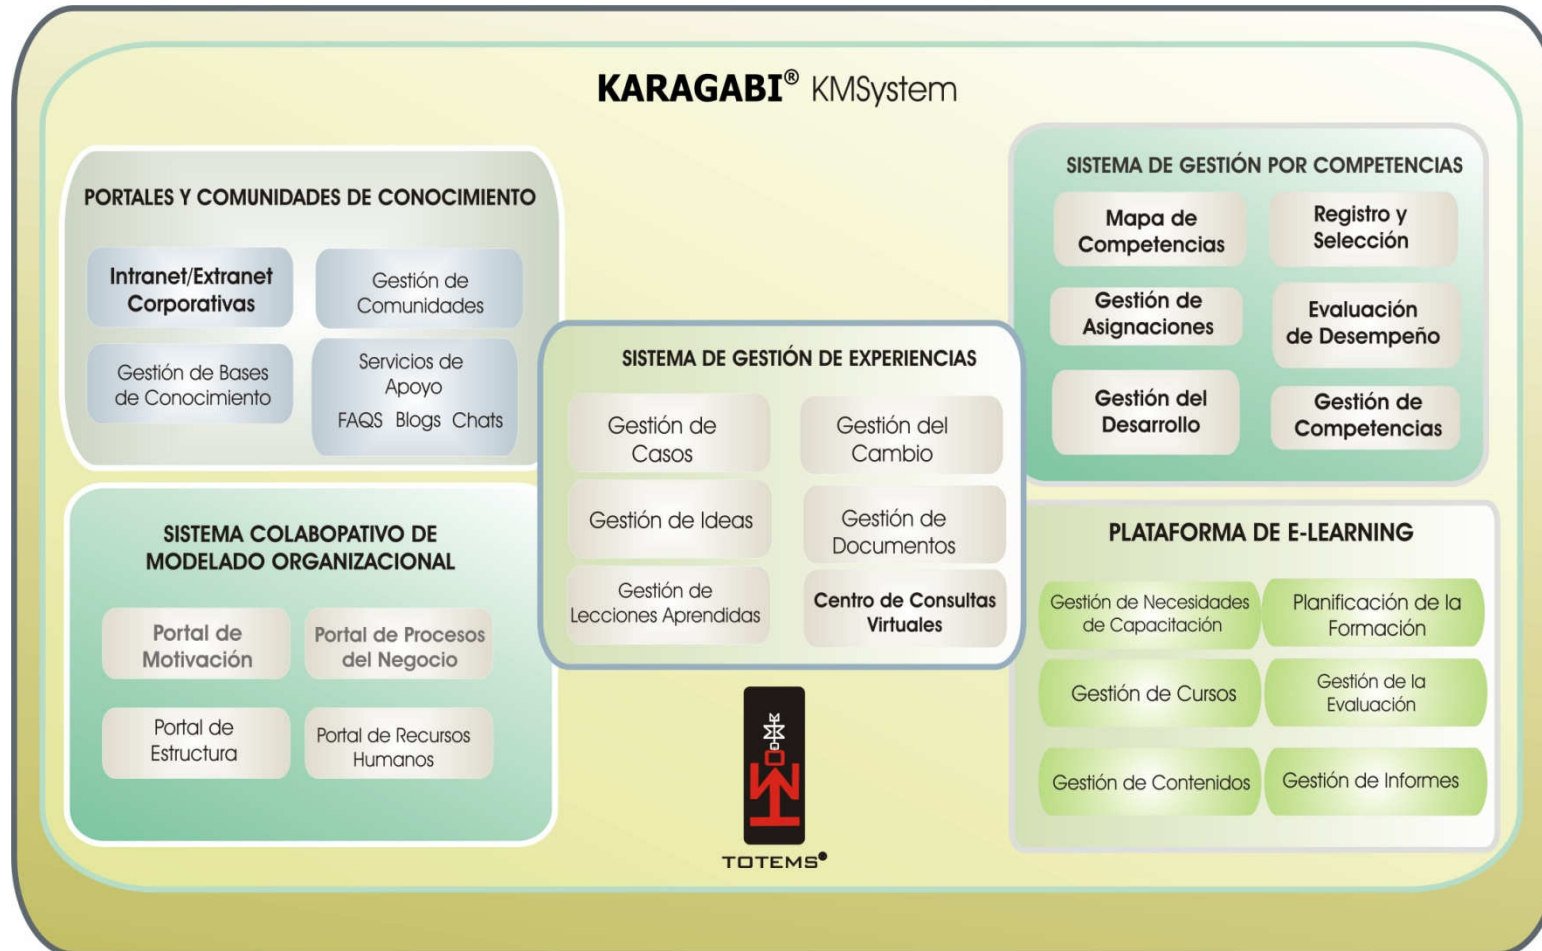 KARAGABI® KMSystem
PORTALES Y COMUNIDADES DE CONOCIMIENTO
Intranet/Extranet
Corporativas
Gestión de
Comunidades
Gestión de Bases
de Conocimiento
Servicios de
Apoyo
FAQS Blogs Chats
SISTEMA COLABOPATIVO DE
MODELADO ORGANIZACIONAL
Portal de
Motivación
Portal de Procesos
del Negocio
Portal de
Estructura
Portal de Recursos
Humanos
SISTEMA DE GESTIÓN DE EXPERIENCIAS
Gestión de
Casos
Gestión del
Cambio
Gestión de Ideas
Gestión de
Documentos
Gestión de
Lecciones Aprendidas
Centro de Consultas
Virtuales
SISTEMA DE GESTIÓN POR COMPETENCIAS
Mapa de
Competencias
Registro y
Selección
Gestión de
Asignaciones
Evaluación
de Desempeño
Gestión del
Desarrollo
Gestión de
Competencias
PLATAFORMA DE E-LEARNING
Gestión de Necesidades
de Capacitación
Planificación de la
Formación
Gestión de Cursos
Gestión de la
Evaluación
Gestión de Contenidos
Gestión de Informes
TOTEMS